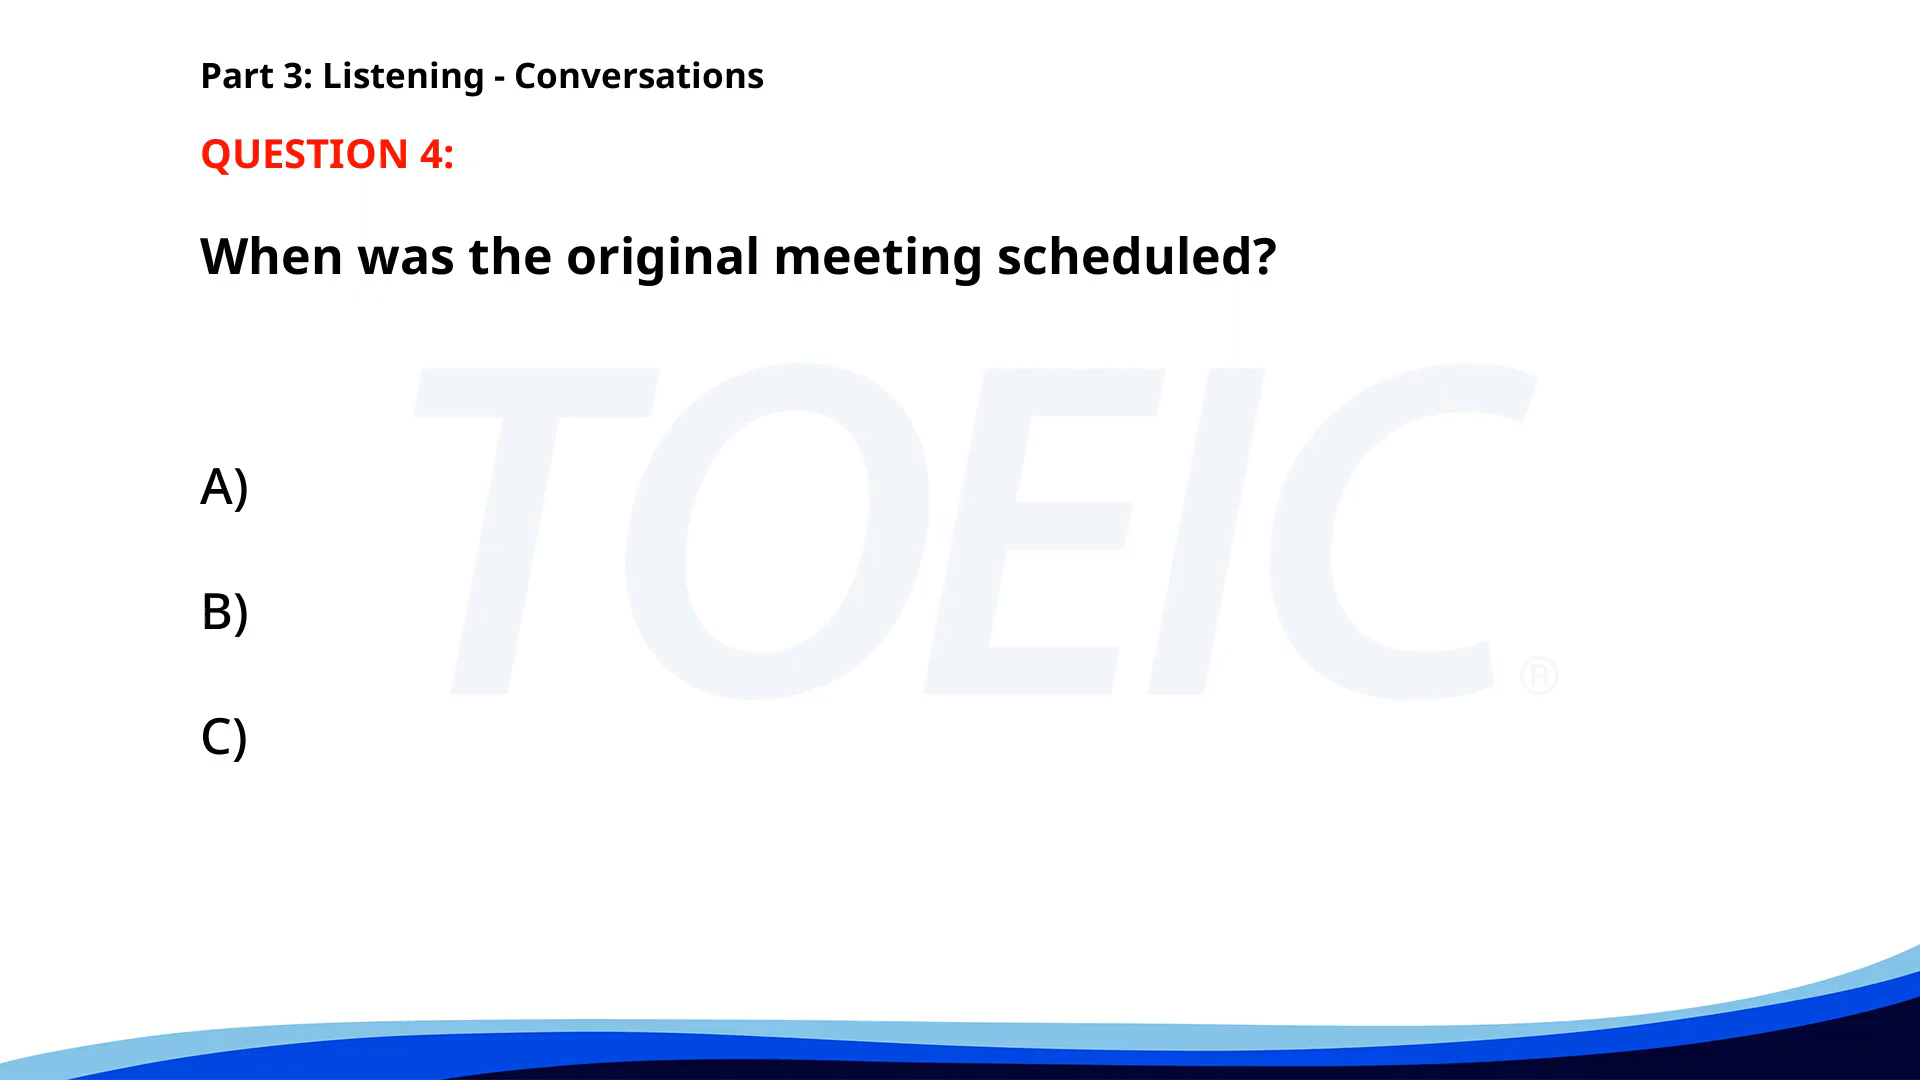 Part 3: Listening - Conversations
QUESTION 4:
When was the original meeting scheduled?
TOEIC®
A)
B)
C)